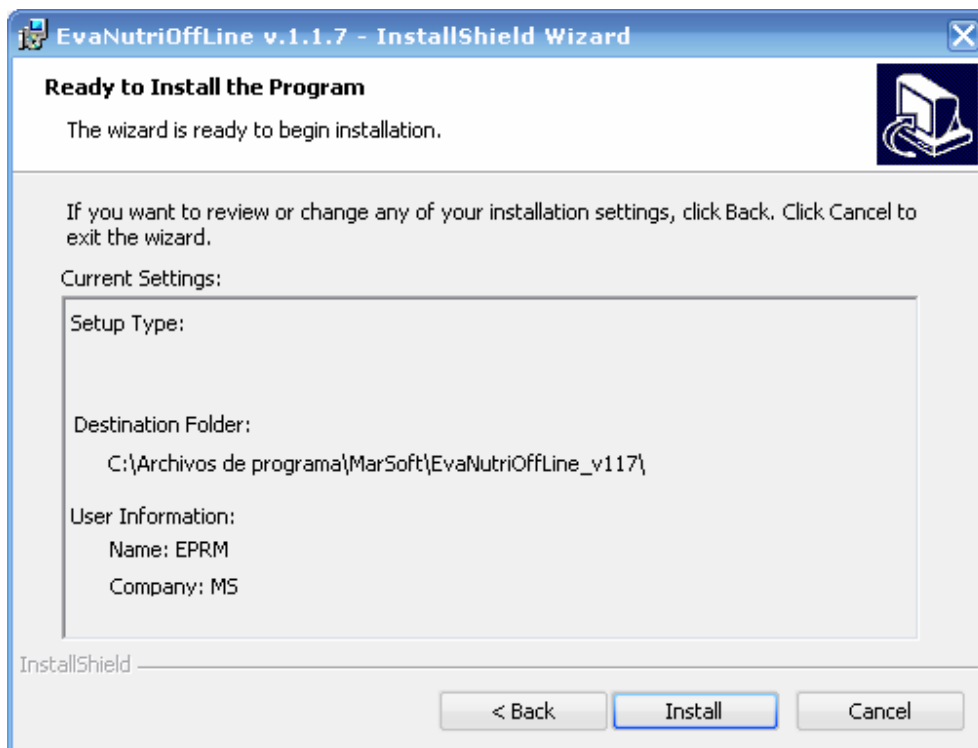 EvaNutriOffLine v.1.1.7 - InstallShield Wizard
Ready to Install the Program
The wizard is ready to begin installation.
If you want to review or change any of your installation settings, click Back. Click Cancel to
exit the wizard.
Current Settings:
Setup Type:
Destination Folder:
C:\Archivos de programa\MarSoft\EvaNutriOffLine_v117\
User Information:
Name: EPRM
Company: MS
InstallShield
< Back Install Cancel